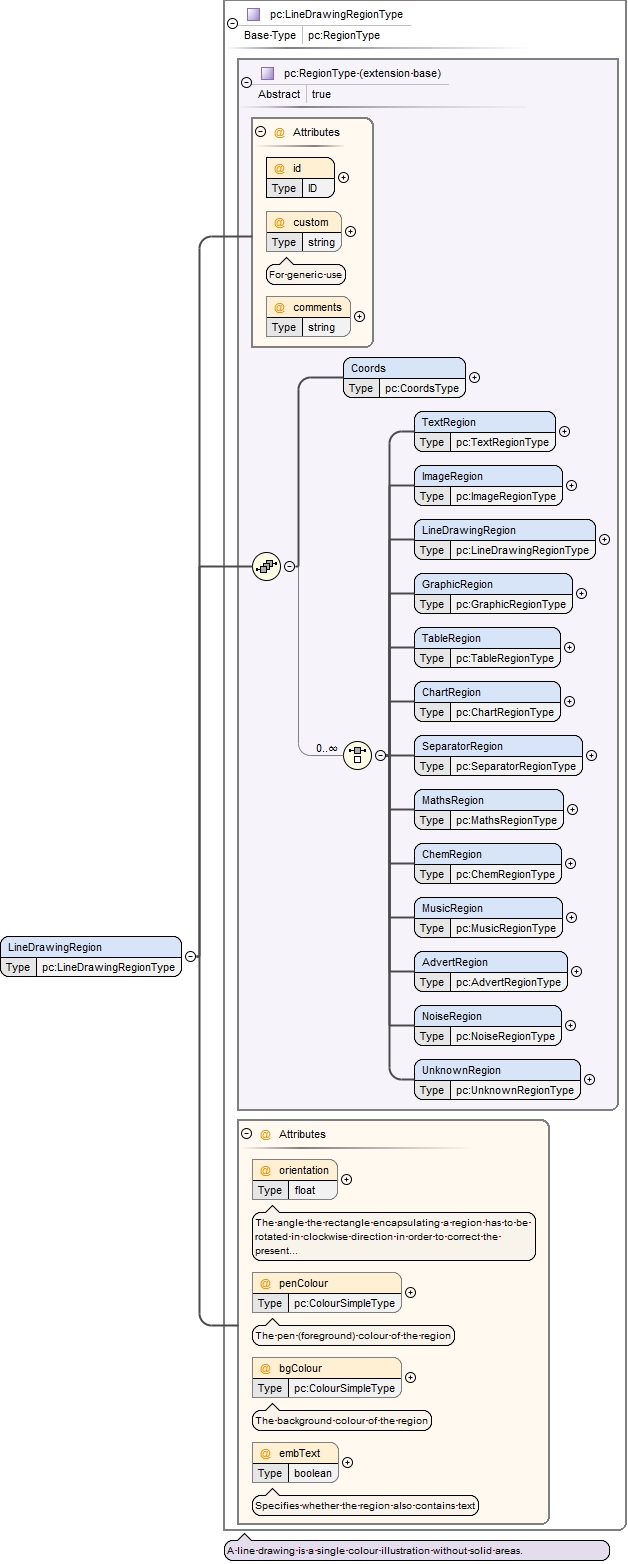 pc:LineDrawingRegionType
Base-Type pc:RegionType
pc:RegionType·(extension·base)
Abstract true
@ Attributes
@ id
Type ID
@ custom
Type string
For·generic·use
@ comments
Type string
Coords
Type pc:CoordsType
TextRegion
Type pc:TextRegionType
ImageRegion
Type pc:ImageRegionType
LineDrawingRegion
Type pc:LineDrawingRegionType
GraphicRegion
Type pc:GraphicRegionType
TableRegion
Type pc:TableRegionType
ChartRegion
Type pc:ChartRegionType
0..∞
SeparatorRegion
Type pc:SeparatorRegionType
MathsRegion
Type pc:MathsRegionType
ChemRegion
Type pc:ChemRegionType
MusicRegion
Type pc:MusicRegionType
LineDrawingRegion
Type pc:LineDrawingRegionType
AdvertRegion
Type pc:AdvertRegionType
NoiseRegion
Type pc:NoiseRegionType
UnknownRegion
Type pc:UnknownRegionType
@ Attributes
@ orientation
Type float
The·angle·the·rectangle·encapsulating·a·region·has·to·be·
rotated·in·clockwise·direction·in·order·to·correct·the·
present...
@ penColour
Type pc:ColourSimpleType
The·pen·(foreground)·colour·of·the·region
@ bgColour
Type pc:ColourSimpleType
The·background·colour·of·the·region
@ embText
Type boolean
Specifies·whether·the·region·also·contains·text
A·line·drawing·is·a·single·colour·illustration·without·solid·areas.